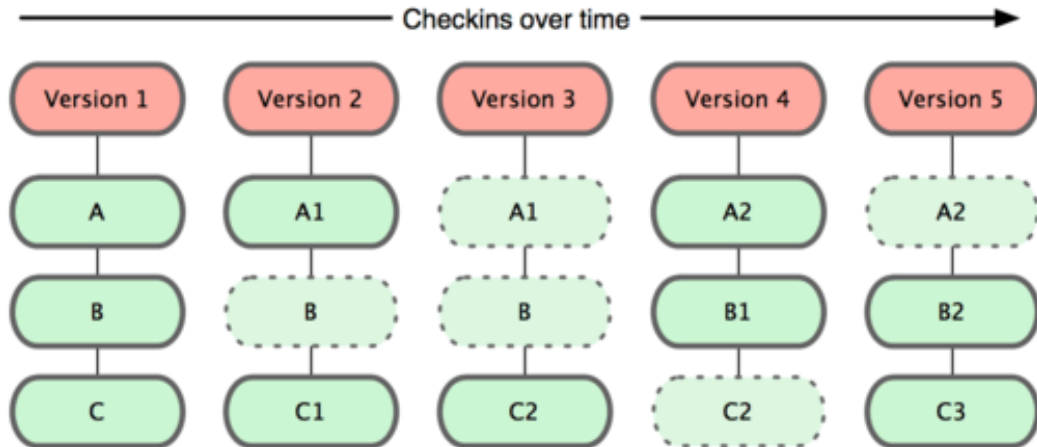 Checkins over time
Version 1 Version 2 Version 3 Version 4 Version 5
A A1 A1 A2 A2
B B B B1 B2
C C1 C2 C2 C3